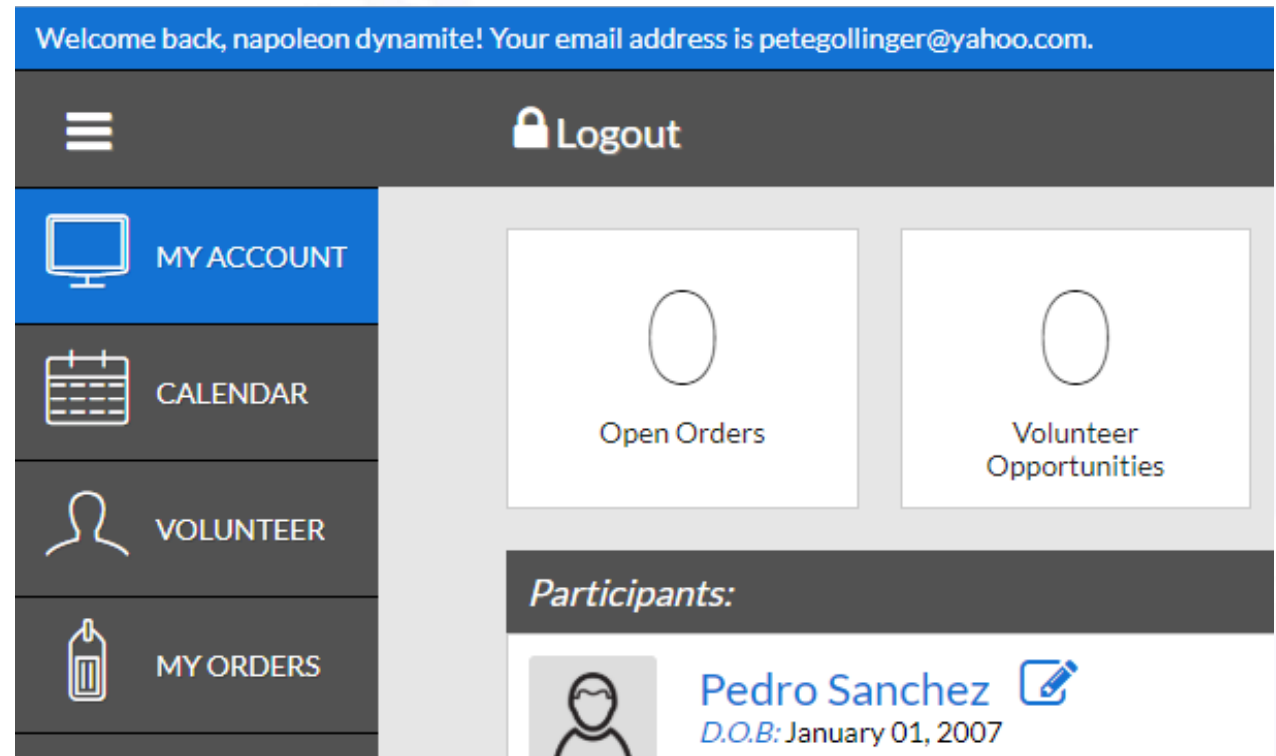 Welcome back, napoleon dynamite! Your email address is petegollinger@yahoo.com.
Logout
MY ACCOUNT
CALENDAR
VOLUNTEER
MY ORDERS
0
Open Orders
0
Volunteer
Opportunities
Participants:
Pedro Sanchez
D.O.B: January 01, 2007